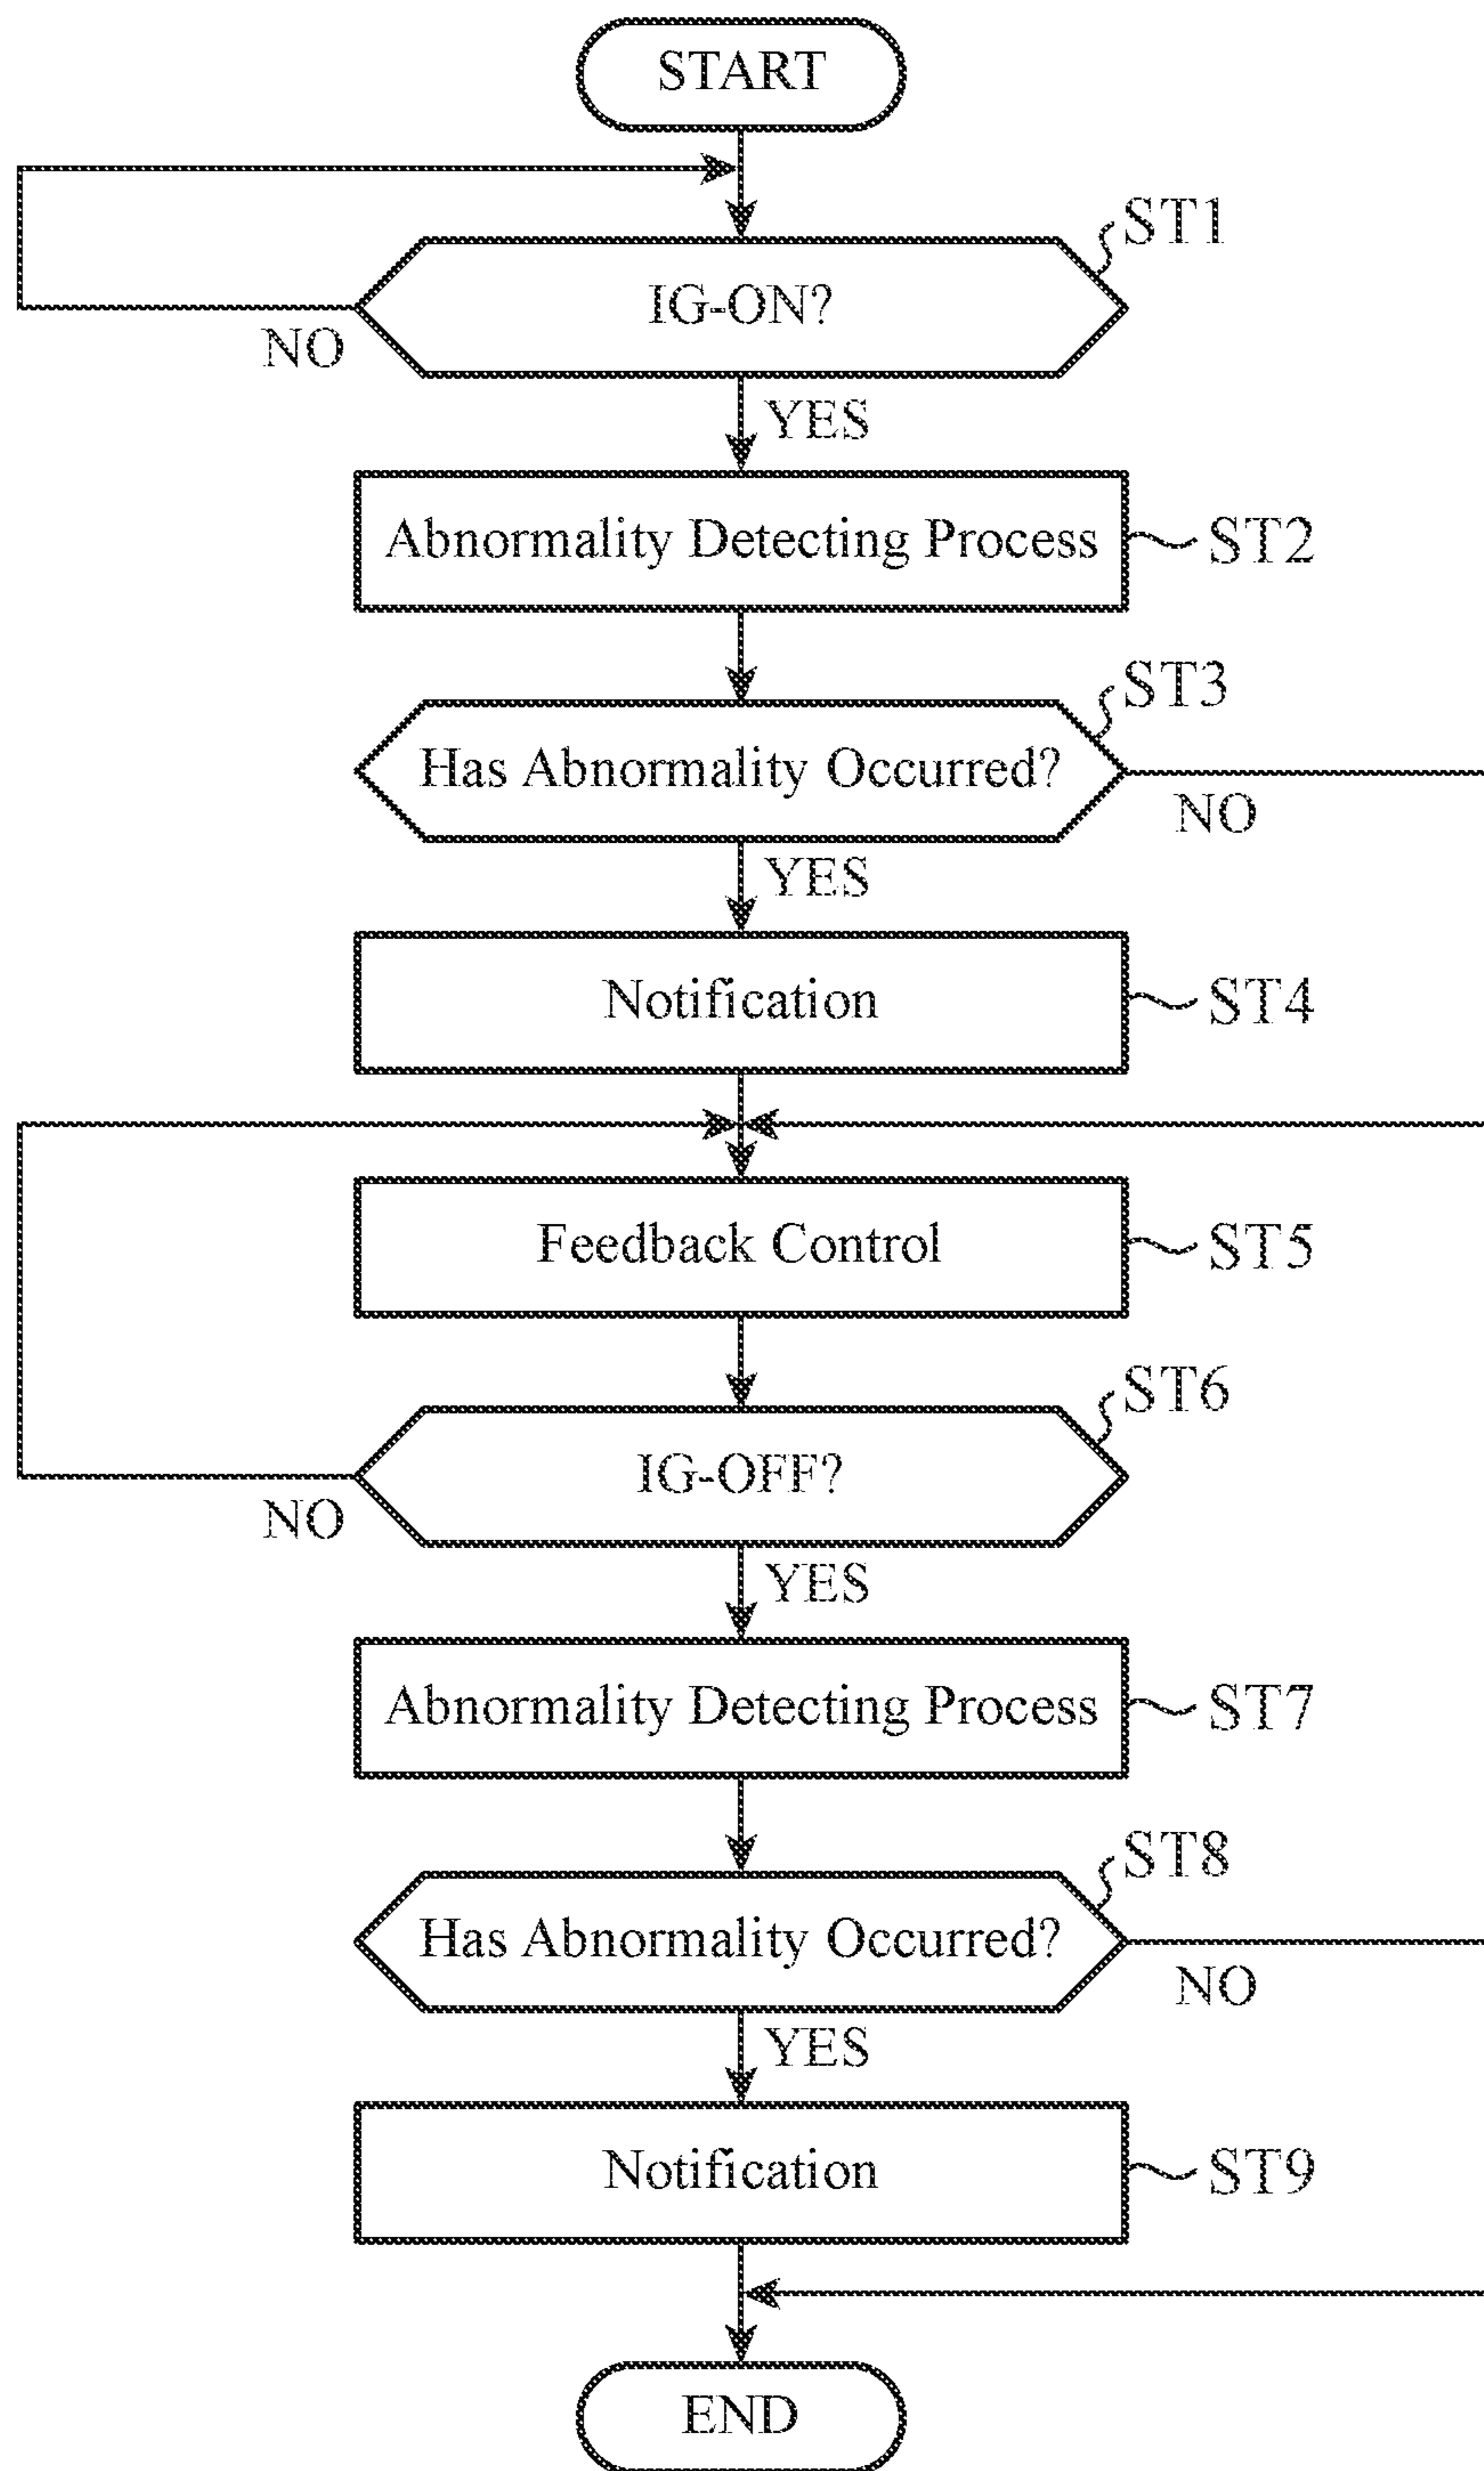 START
ST1
IG-ON?
NO
YES
Abnormality Detecting Process
ST2
ST3
Has Abnormality Occurred?
NO
YES
Notification
ST4
Feedback Control
ST5
ST6
IG-OFF?
NO
YES
Abnormality Detecting Process
ST7
ST8
Has Abnormality Occurred?
NO
YES
Notification
ST9
END